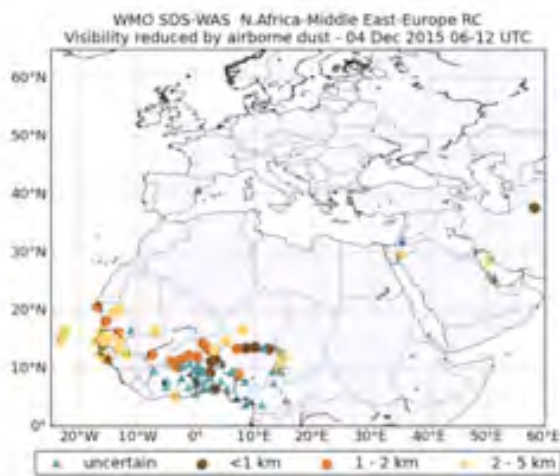 WMO SDS-WAS N.Africa-Middle East-Europe RC
Visibility reduced by airborne dust - 04 Dec 2015 06-12 UTC
60°N
50°N
40°N
30°N
20°N
10°N
0°
20°W 10°W 0° 10°E 20°E 30°E 40°E 50°E 60°E
uncertain <1 km 1 - 2 km 2 - 5 km